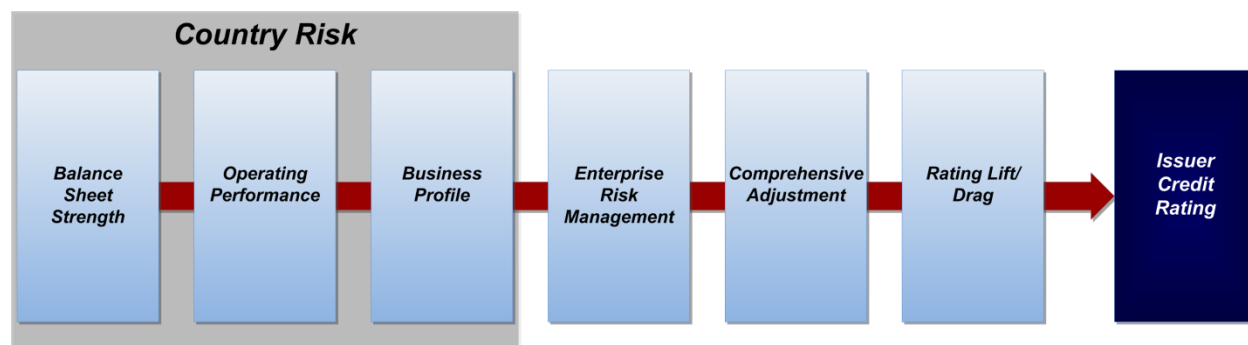 Country Risk
Balance
Sheet
Strength
Operating
Performance
Business
Profile
Enterprise
Risk
Management
Comprehensive
Adjustment
Rating Lift/
Drag
Issuer
Credit
Rating